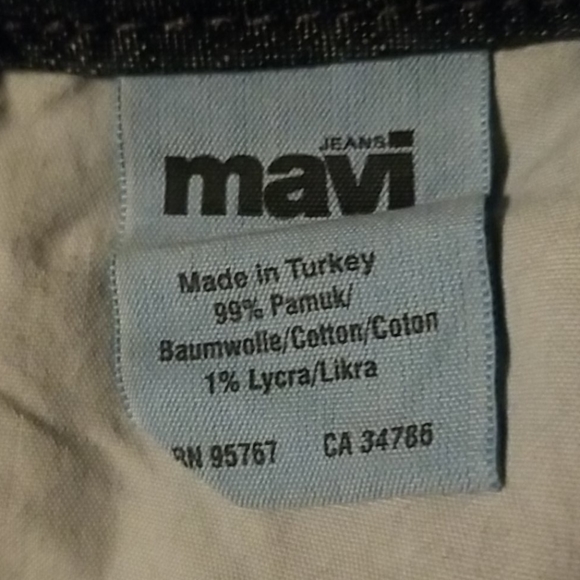 JEANS
mavi
Made in Turkey
99% Pamuk/
Baumwolle/Cotton/Coton
1% Lycra/Likra
RN 95767 CA 34786